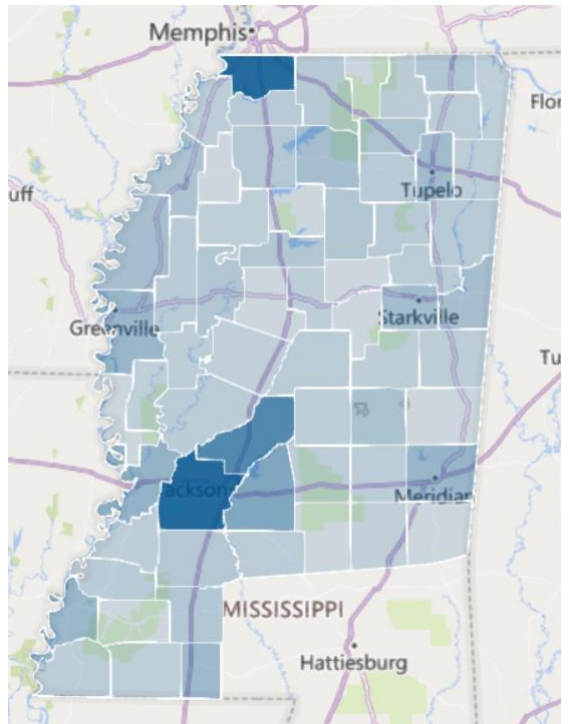 Memphis
Flor
Tupelo
uff
Starkville
Greenville
Tu
Jackson
Meridian
MISSISSIPPI
Hattiesburg